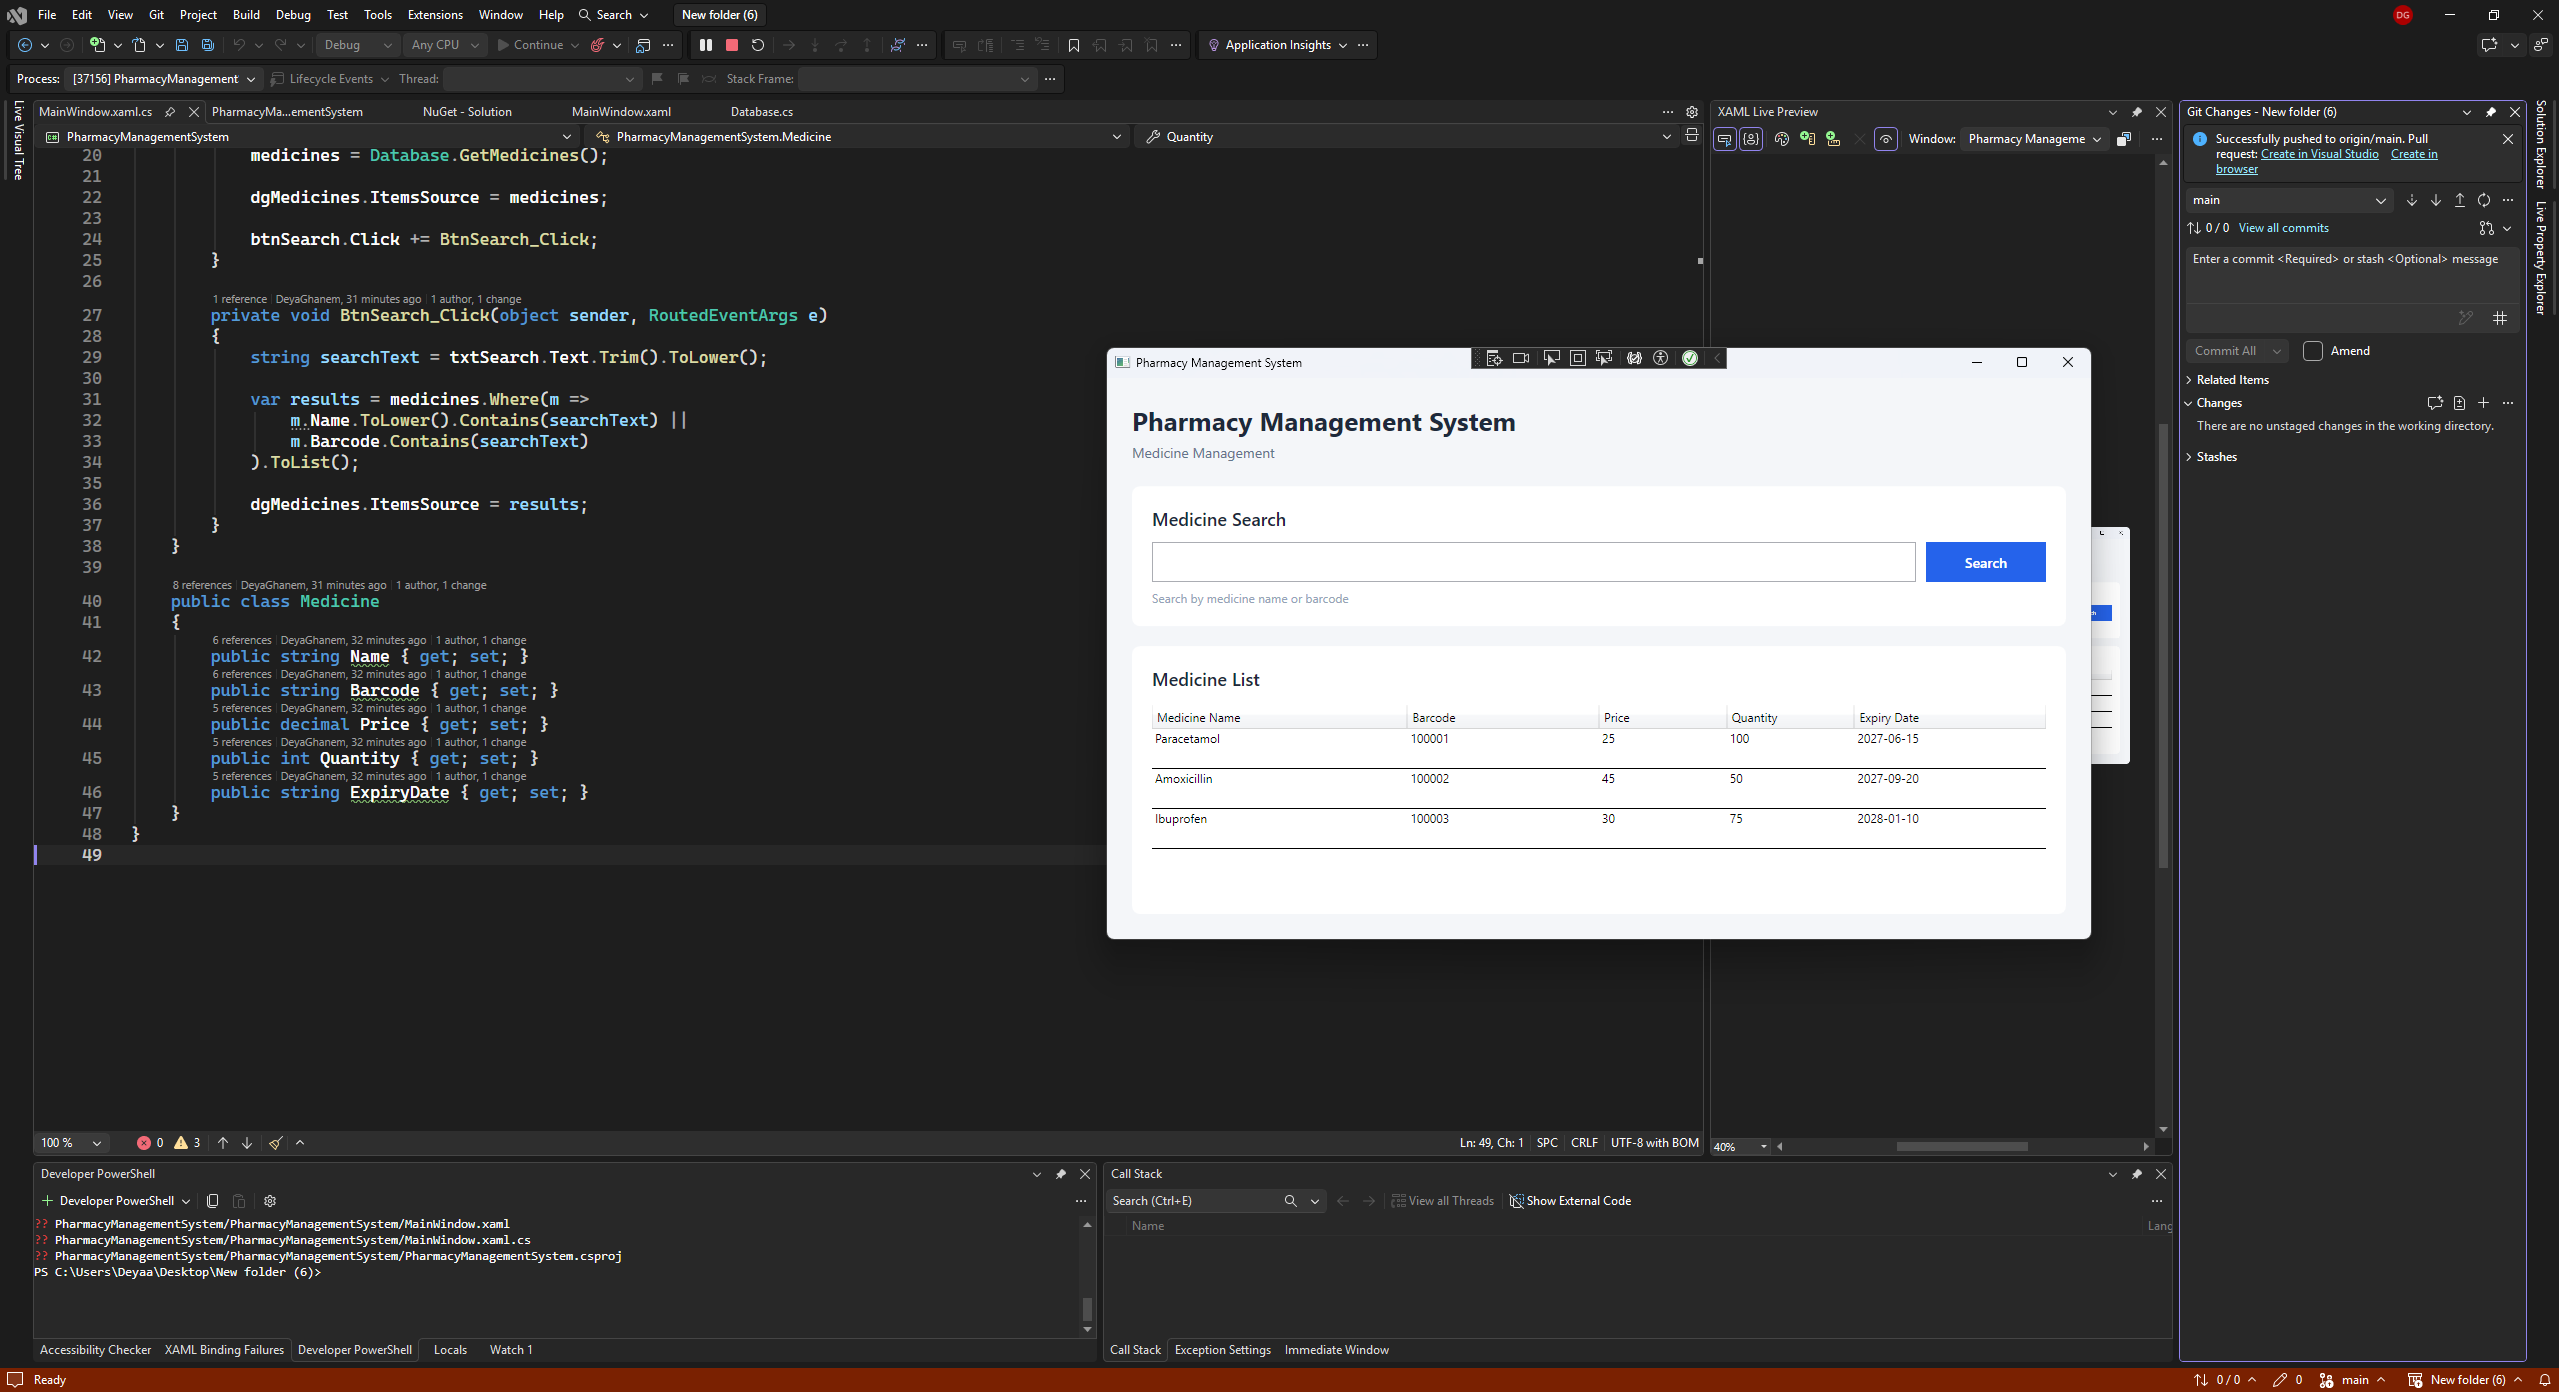 File Edit View Git Project Build Debug Test Tools Extensions Window Help Search New folder (6) DG
Debug Any CPU Continue Application Insights
Process: [37156] PharmacyManagement Lifecycle Events Thread: Stack Frame:
Live Visual Tree
MainWindow.xaml.cs PharmacyMa...ementSystem NuGet - Solution MainWindow.xaml Database.cs
PharmacyManagementSystem PharmacyManagementSystem.Medicine Quantity
20 medicines = Database.GetMedicines();
21
22 dgMedicines.ItemsSource = medicines;
23
24 btnSearch.Click += BtnSearch_Click;
25 }
26
1 reference | DeyaGhanem, 31 minutes ago | 1 author, 1 change
27 private void BtnSearch_Click(object sender, RoutedEventArgs e)
28 {
29 string searchText = txtSearch.Text.Trim().ToLower();
30
31 var results = medicines.Where(m =>
32 m.Name.ToLower().Contains(searchText) ||
33 m.Barcode.Contains(searchText)
34 ).ToList();
35
36 dgMedicines.ItemsSource = results;
37 }
38 }
39
8 references | DeyaGhanem, 31 minutes ago | 1 author, 1 change
40 public class Medicine
41 {
6 references | DeyaGhanem, 32 minutes ago | 1 author, 1 change
42 public string Name { get; set; }
6 references | DeyaGhanem, 32 minutes ago | 1 author, 1 change
43 public string Barcode { get; set; }
5 references | DeyaGhanem, 32 minutes ago | 1 author, 1 change
44 public decimal Price { get; set; }
5 references | DeyaGhanem, 32 minutes ago | 1 author, 1 change
45 public int Quantity { get; set; }
5 references | DeyaGhanem, 32 minutes ago | 1 author, 1 change
46 public string ExpiryDate { get; set; }
47 }
48 }
49
100 % 0 3 Ln: 49, Ch: 1 SPC CRLF UTF-8 with BOM
XAML Live Preview
Window: Pharmacy Manageme
40%
Pharmacy Management System
Pharmacy Management System
Medicine Management
Medicine Search
Search
Search by medicine name or barcode
Medicine List
Medicine Name Barcode Price Quantity Expiry Date
Paracetamol 100001 25 100 2027-06-15
Amoxicillin 100002 45 50 2027-09-20
Ibuprofen 100003 30 75 2028-01-10
Git Changes - New folder (6)
Successfully pushed to origin/main. Pull
request: Create in Visual Studio Create in
browser
main
0 / 0 View all commits
Enter a commit <Required> or stash <Optional> message
Commit All Amend
Related Items
Changes
There are no unstaged changes in the working directory.
Stashes
Solution Explorer
Live Property Explorer
Developer PowerShell
Developer PowerShell
?? PharmacyManagementSystem/PharmacyManagementSystem/MainWindow.xaml
?? PharmacyManagementSystem/PharmacyManagementSystem/MainWindow.xaml.cs
?? PharmacyManagementSystem/PharmacyManagementSystem/PharmacyManagementSystem.csproj
PS C:\Users\Deyaa\Desktop\New folder (6)>
Accessibility Checker XAML Binding Failures Developer PowerShell Locals Watch 1
Call Stack
Search (Ctrl+E) View all Threads Show External Code
Name Lang
Call Stack Exception Settings Immediate Window
Ready 0 / 0 0 main New folder (6)